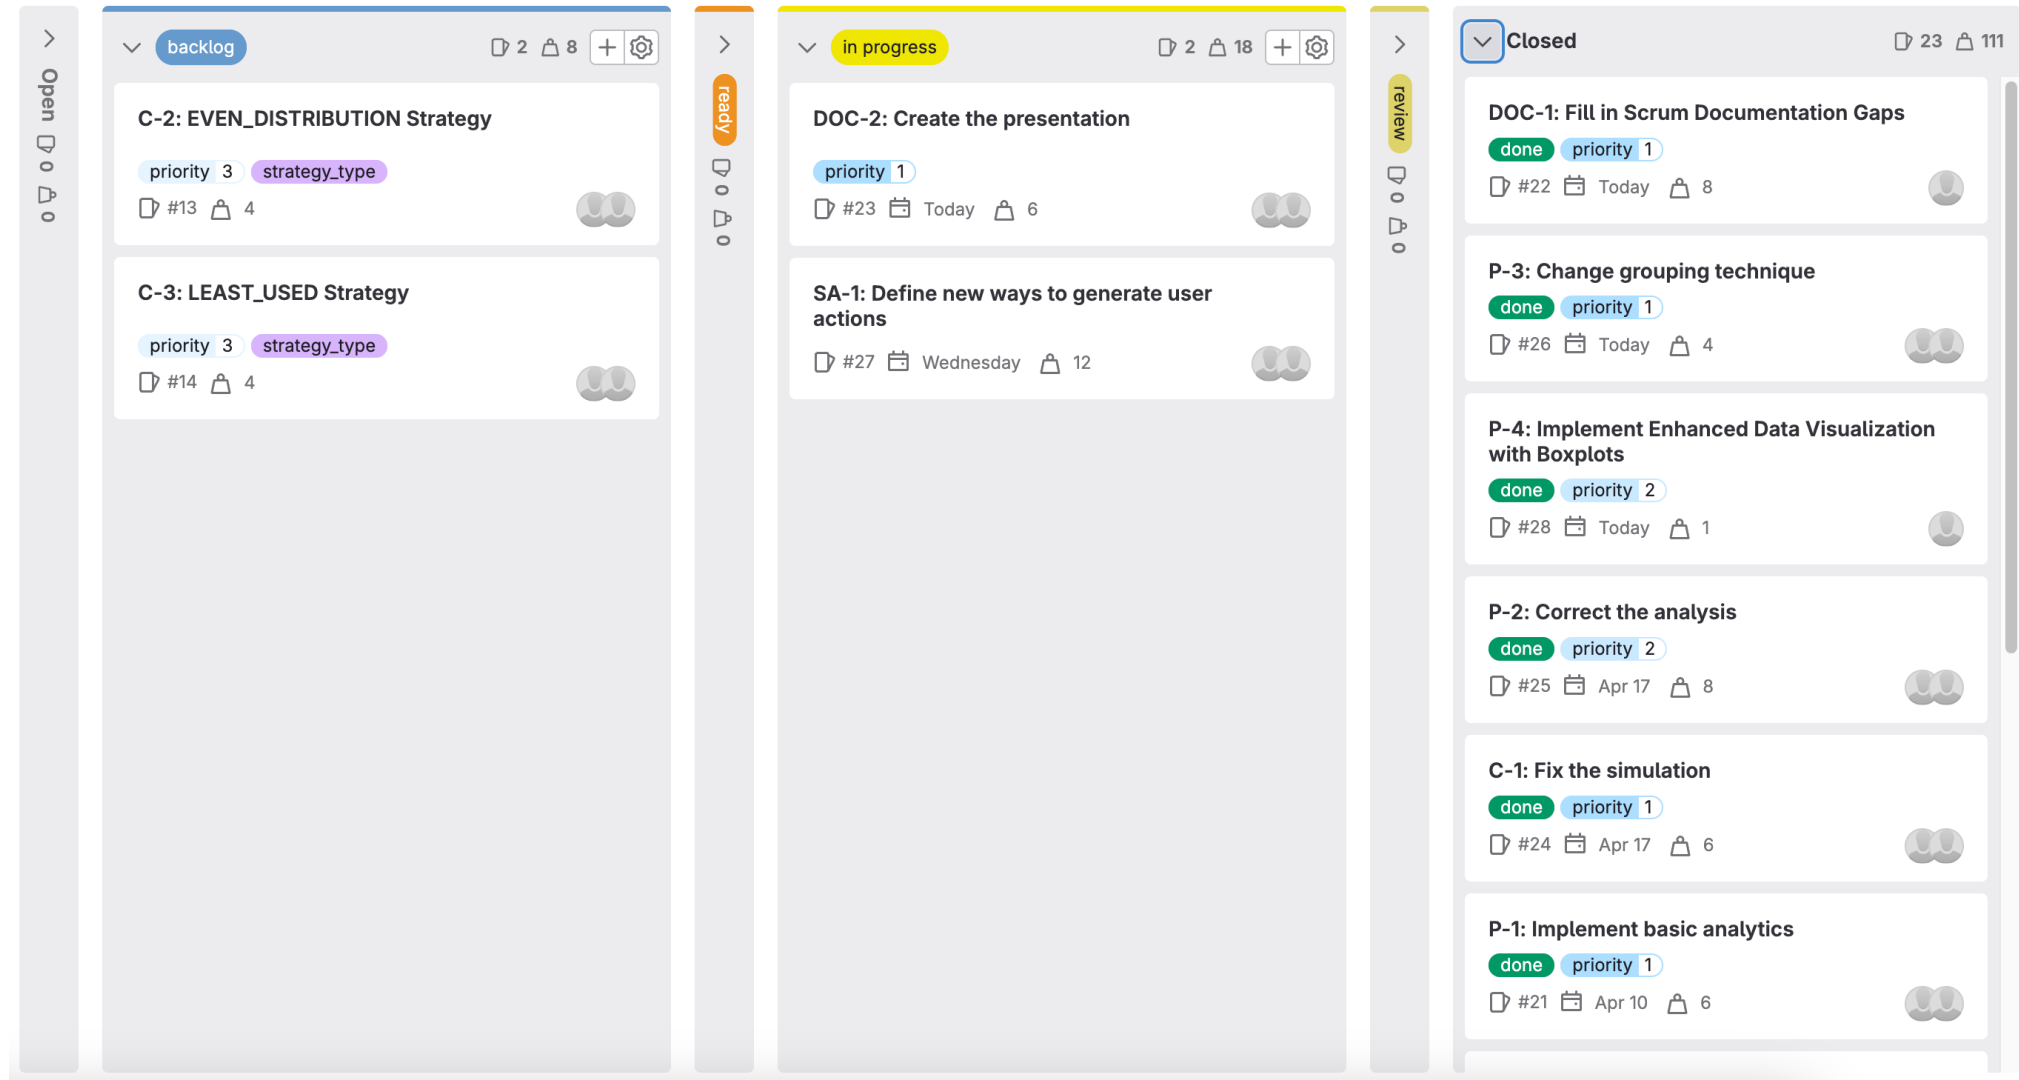 Open
0
0
backlog
2 8
C-2: EVEN_DISTRIBUTION Strategy
priority 3 strategy_type
#13 4
C-3: LEAST_USED Strategy
priority 3 strategy_type
#14 4
ready
0
0
in progress
2 18
DOC-2: Create the presentation
priority 1
#23 Today 6
SA-1: Define new ways to generate user
actions
#27 Wednesday 12
review
0
0
Closed
23 111
DOC-1: Fill in Scrum Documentation Gaps
done priority 1
#22 Today 8
P-3: Change grouping technique
done priority 1
#26 Today 4
P-4: Implement Enhanced Data Visualization
with Boxplots
done priority 2
#28 Today 1
P-2: Correct the analysis
done priority 2
#25 Apr 17 8
C-1: Fix the simulation
done priority 1
#24 Apr 17 6
P-1: Implement basic analytics
done priority 1
#21 Apr 10 6